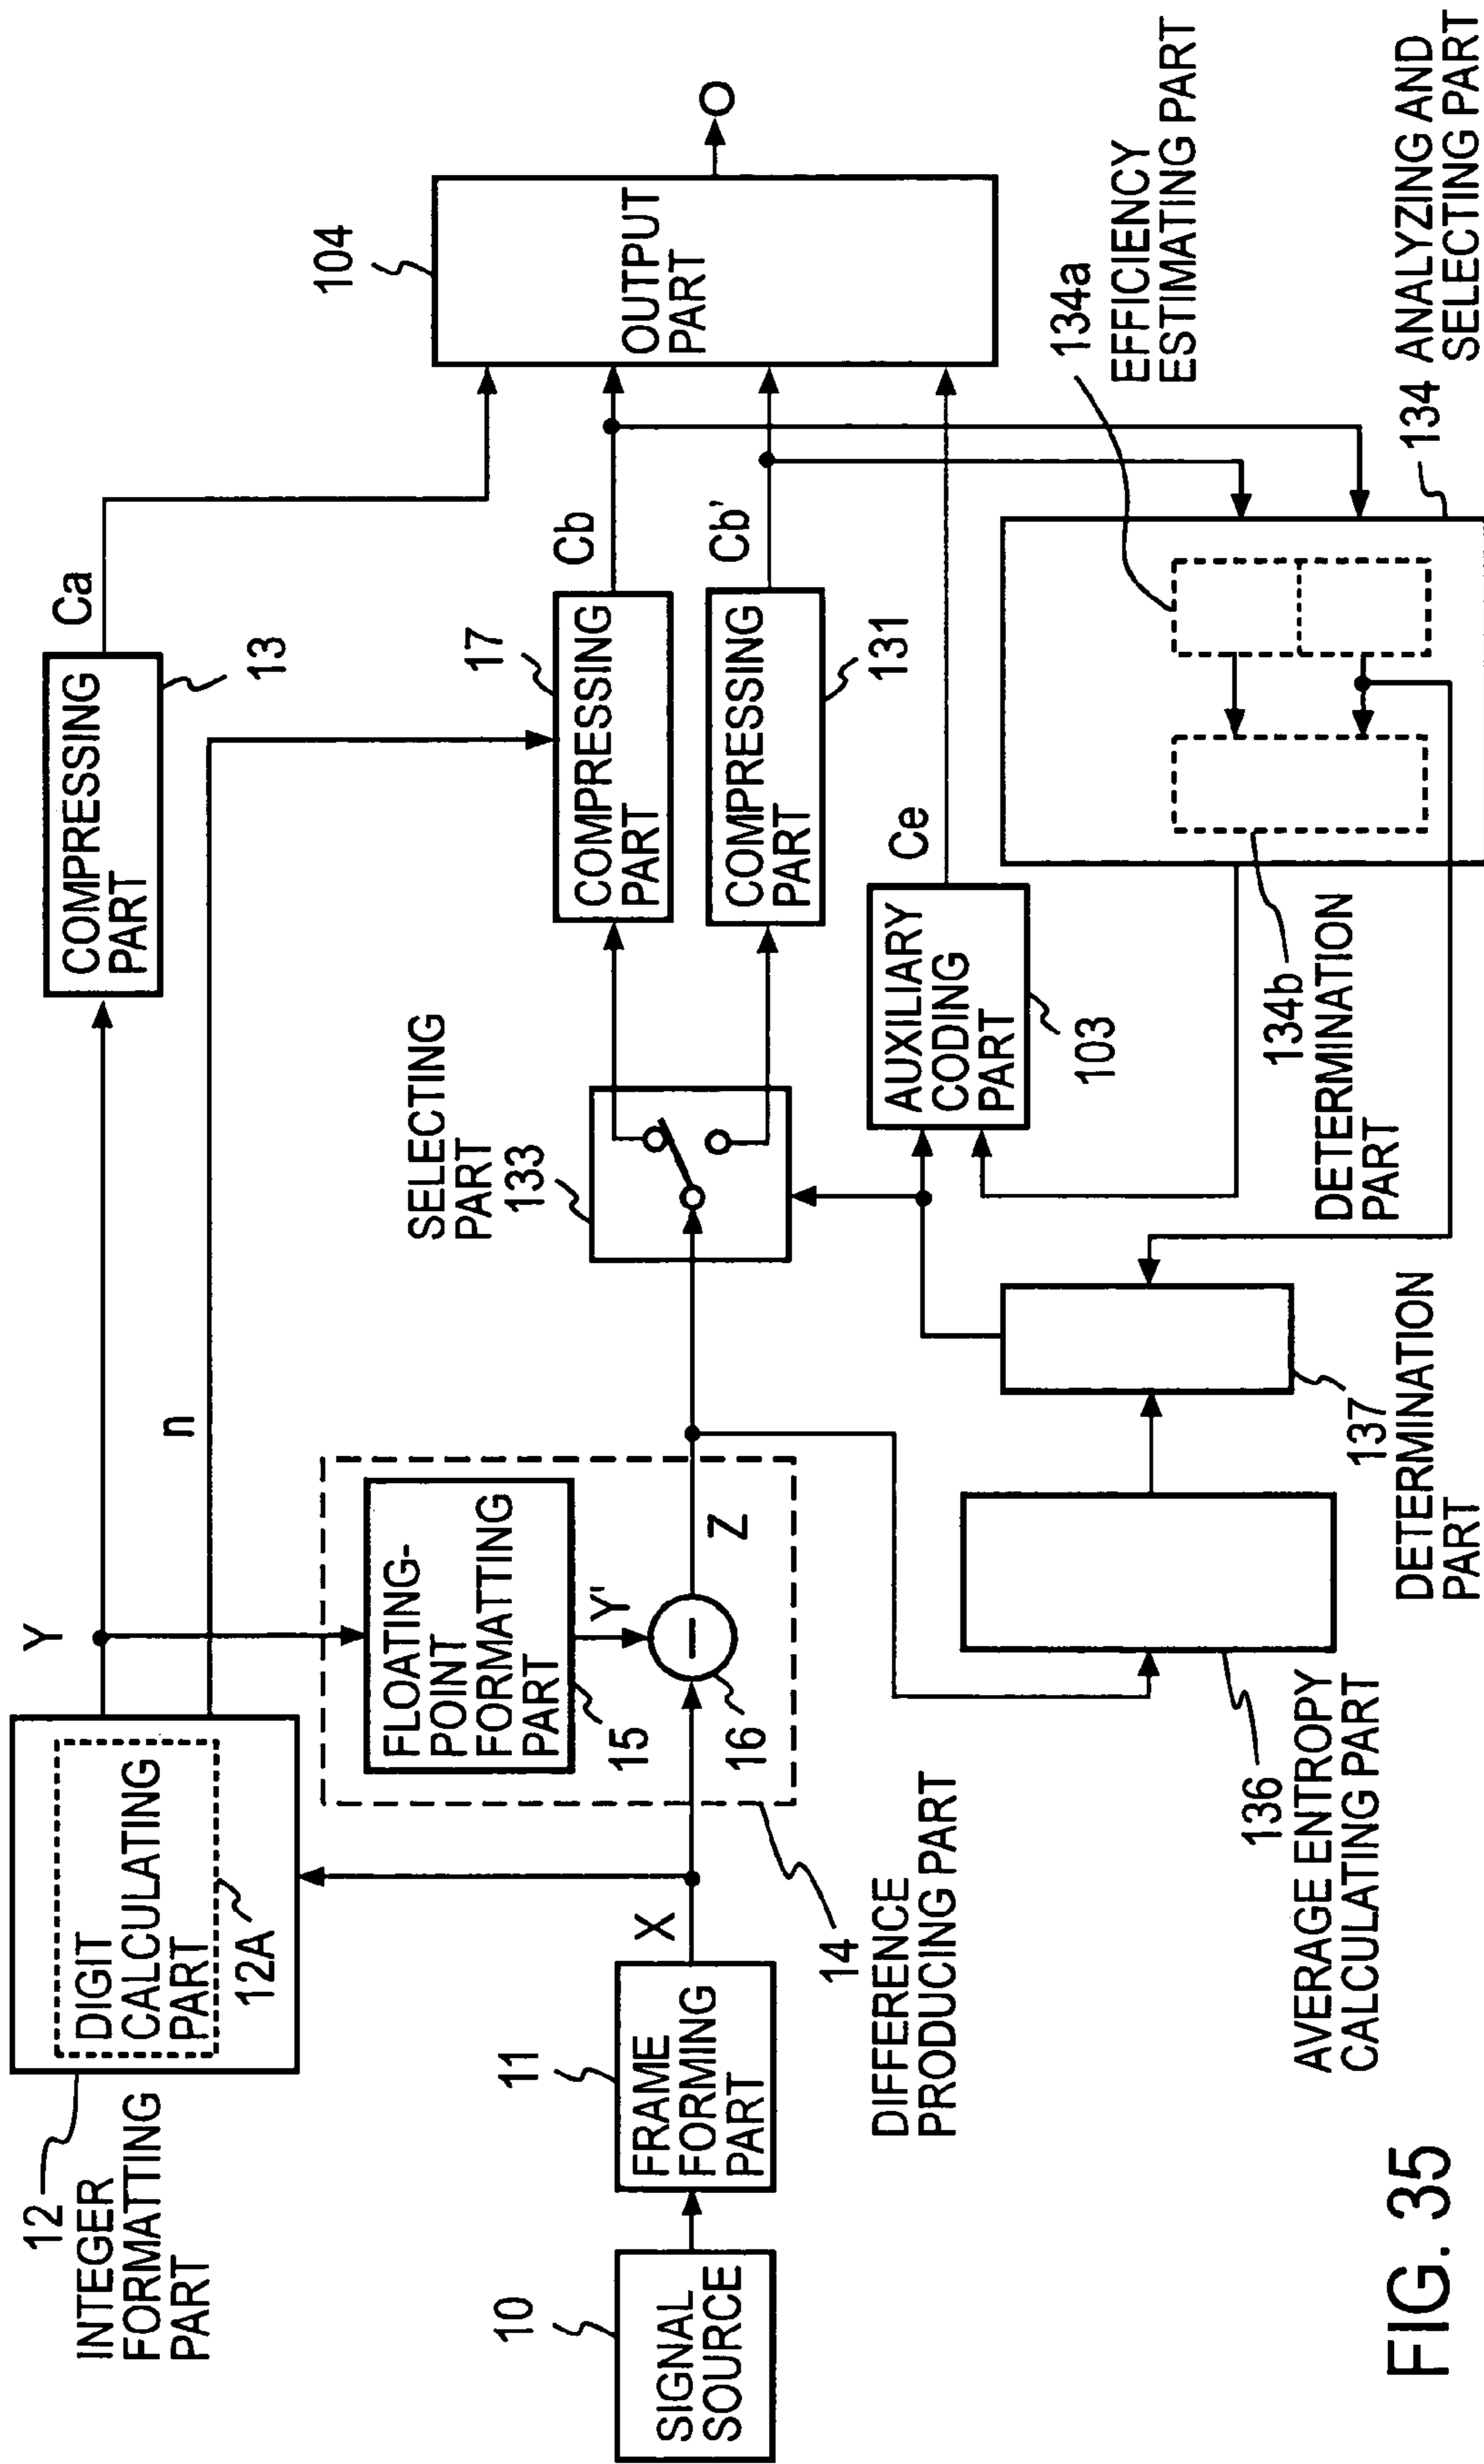 12
INTEGER
FORMATTING
PART
DIGIT
CALCULATING
PART
12A
Y
n
COMPRESSING
PART
13
Ca
10
SIGNAL
SOURCE
11
FRAME
FORMING
PART
X
FLOATING-
POINT
FORMATTING
PART
15
Y'
16
Z
14
DIFFERENCE
PRODUCING PART
SELECTING
PART
133
17
COMPRESSING
PART
Cb
COMPRESSING
PART
131
Cb'
104
OUTPUT
PART
AUXILIARY
CODING
PART
103
Ce
136
AVERAGE ENTROPY
CALCULATING PART
137
DETERMINATION
PART
134b
DETERMINATION
PART
134a
EFFICIENCY
ESTIMATING PART
134 ANALYZING AND
SELECTING PART
FIG. 35